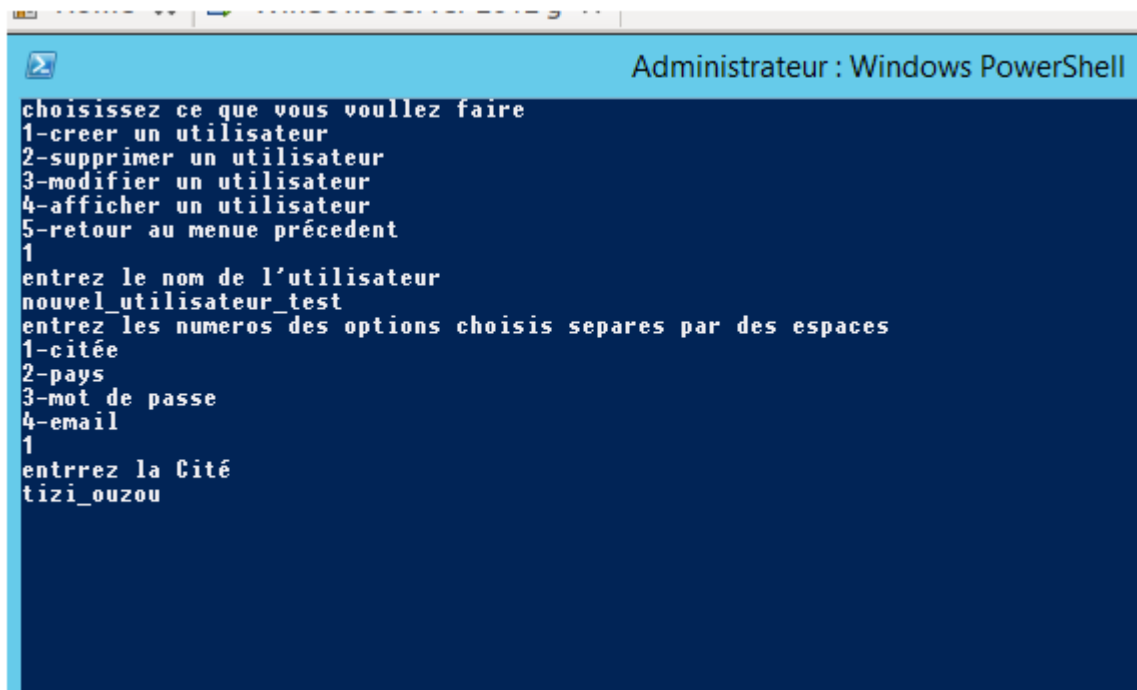 Administrateur : Windows PowerShell
choisissez ce que vous voullez faire
1-creer un utilisateur
2-supprimer un utilisateur
3-modifier un utilisateur
4-afficher un utilisateur
5-retour au menue précedent
1
entrez le nom de l'utilisateur
nouvel_utilisateur_test
entrez les numeros des options choisis separes par des espaces
1-citée
2-pays
3-mot de passe
4-email
1
entrrez la Cité
tizi_ouzou